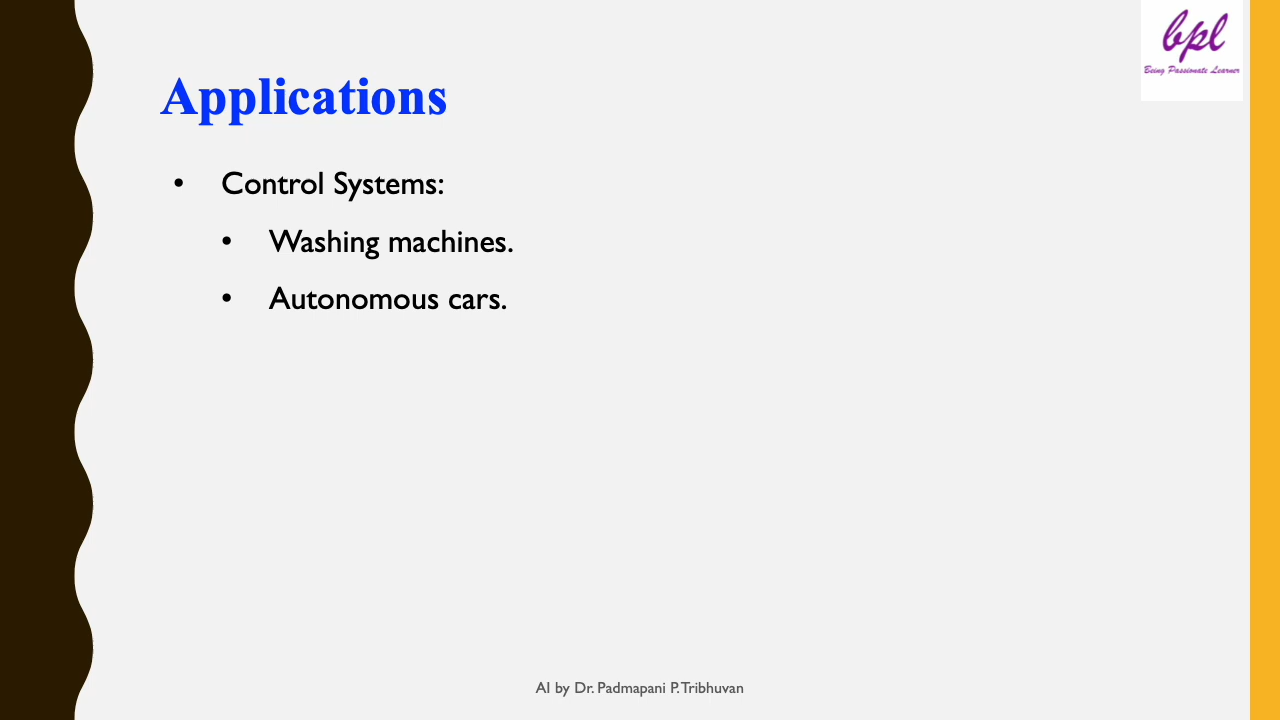 bpl
Being Passionate Learner
Applications
• Control Systems:
• Washing machines.
• Autonomous cars.
AI by Dr. Padmapani P. Tribhuvan